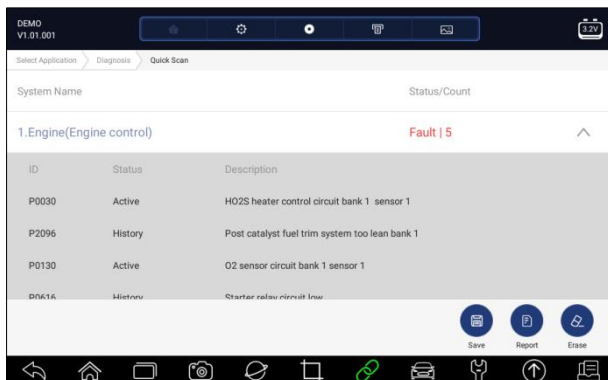 DEMO
V1.01.001
3.2V
Select Application Diagnosis Quick Scan
System Name Status/Count
1.Engine(Engine control) Fault | 5
ID Status Description
P0030 Active HO2S heater control circuit bank 1 sensor 1
P2096 History Post catalyst fuel trim system too lean bank 1
P0130 Active O2 sensor circuit bank 1 sensor 1
P0616 History Starter relay circuit low
Save Report Erase